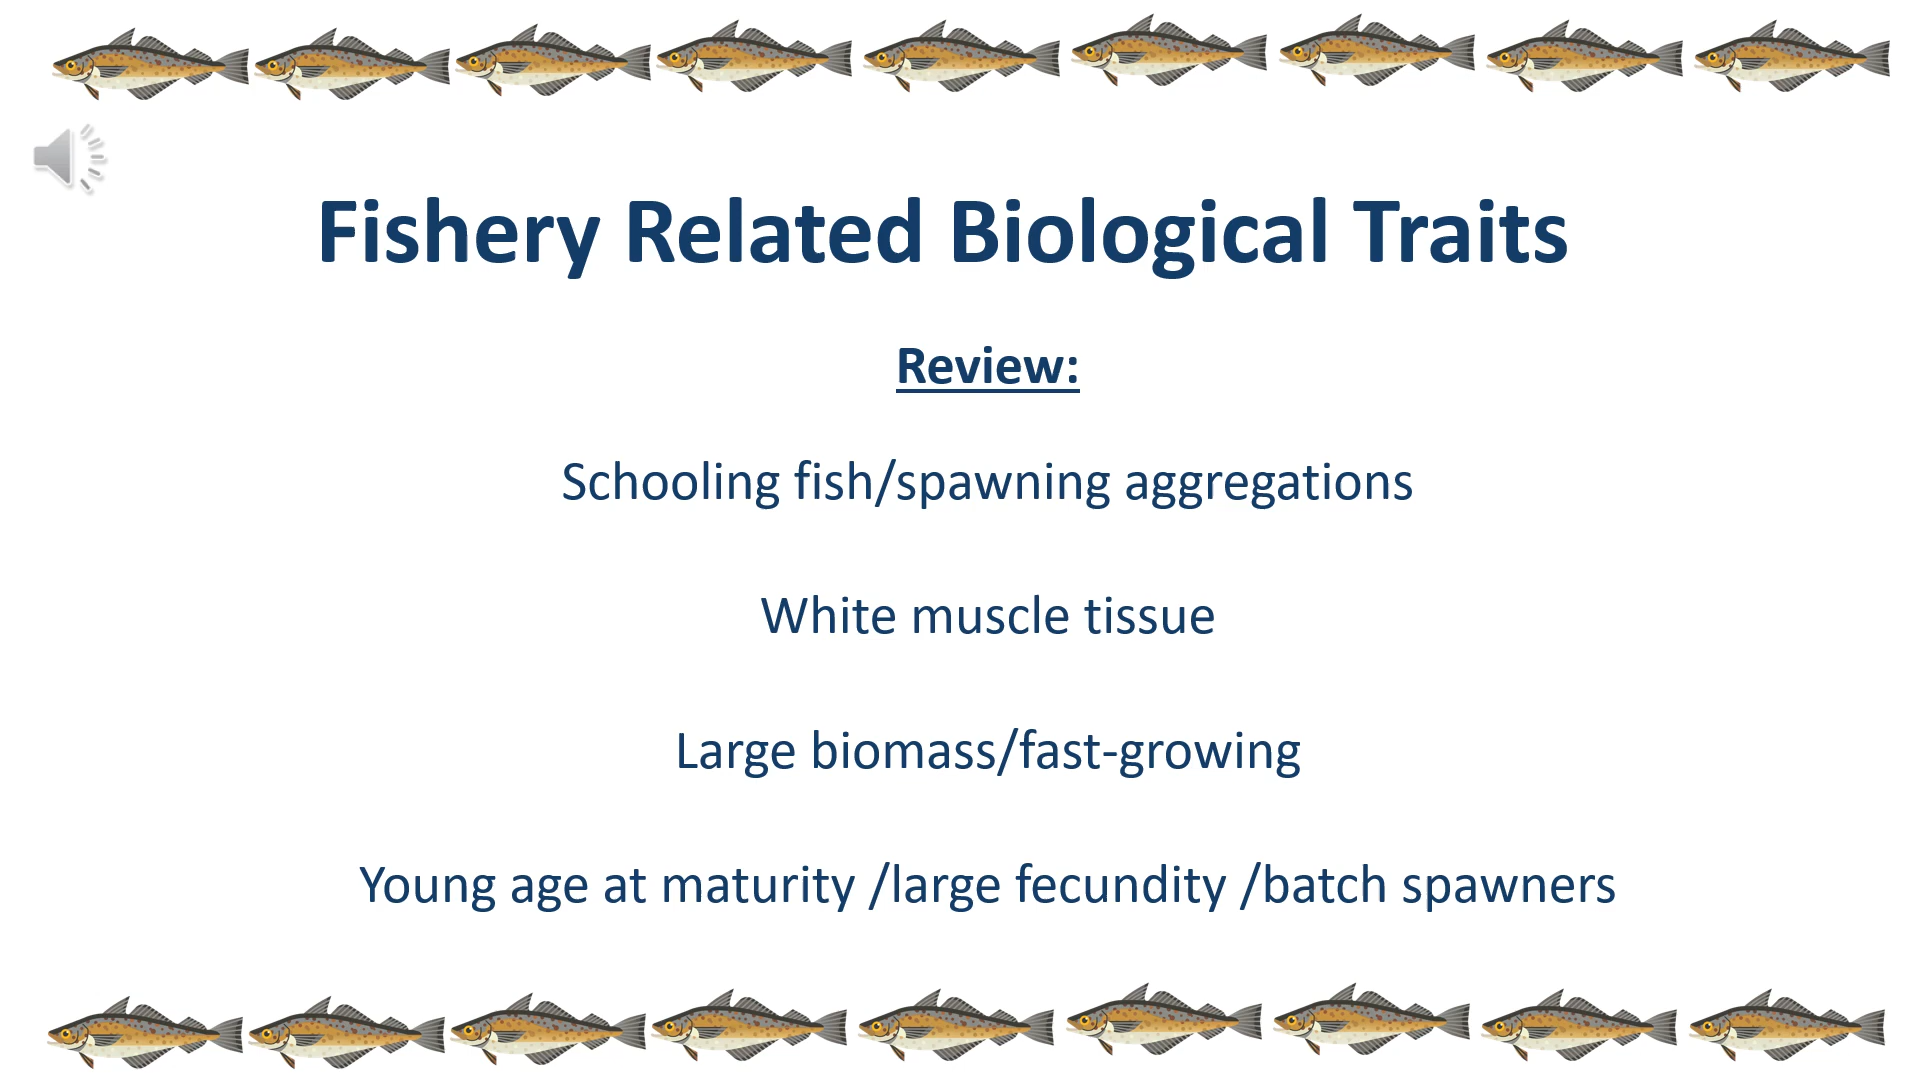 Fishery Related Biological Traits
Review:
Schooling fish/spawning aggregations
White muscle tissue
Large biomass/fast-growing
Young age at maturity /large fecundity /batch spawners